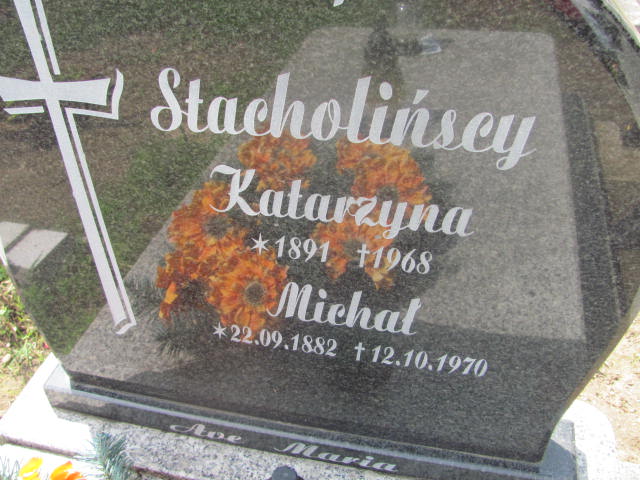 Stacholińscy
Katarzyna
*1891 †1968
Michał
*22.09.1882 †12.10.1970
Ave Maria